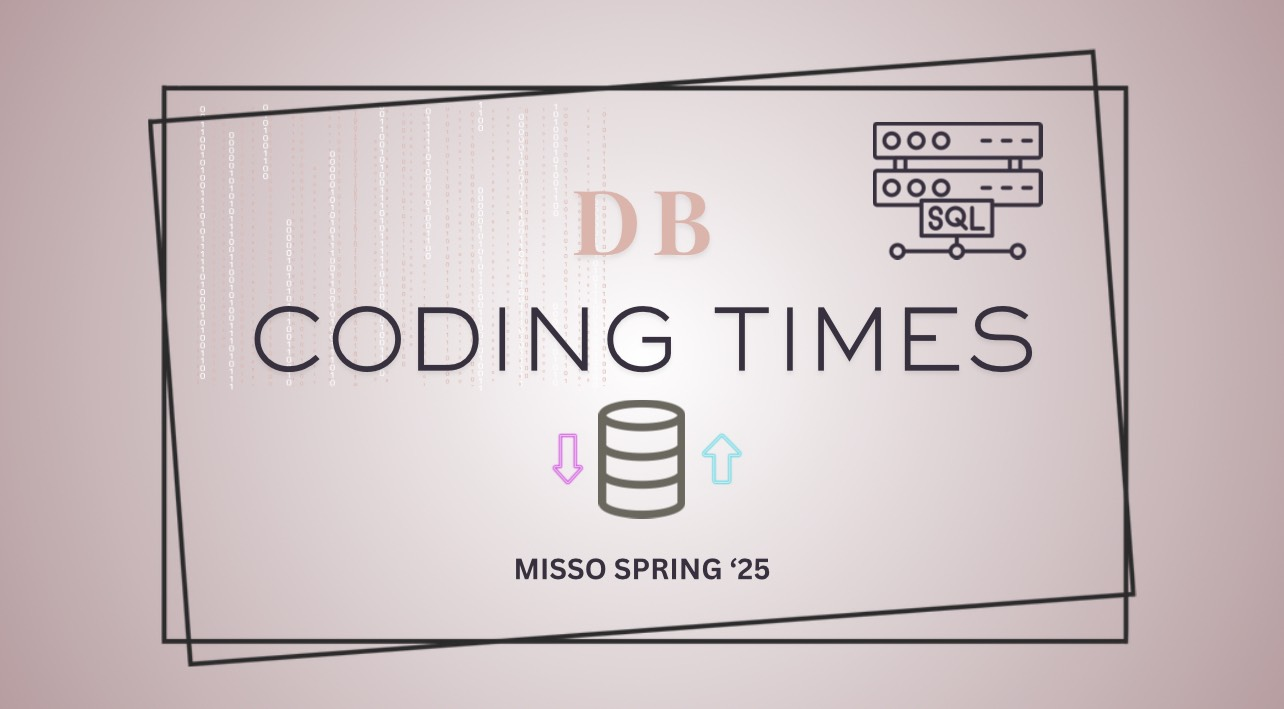 DB
SQL
CODING TIMES
MISSO SPRING ‘25